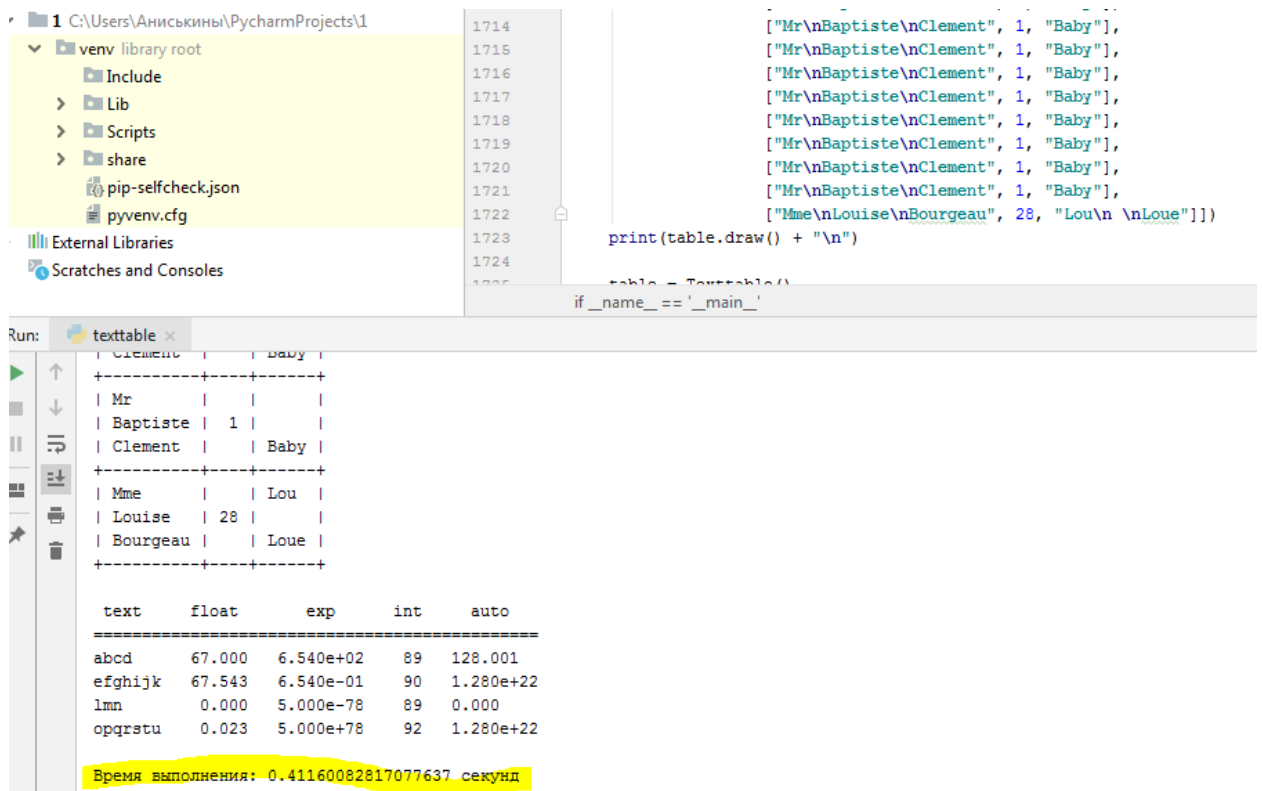 1 C:\Users\Аниськины\PycharmProjects\1
venv library root
Include
Lib
Scripts
share
pip-selfcheck.json
pyvenv.cfg
External Libraries
Scratches and Consoles
1714 ["Mr\nBaptiste\nClement", 1, "Baby"],
1715 ["Mr\nBaptiste\nClement", 1, "Baby"],
1716 ["Mr\nBaptiste\nClement", 1, "Baby"],
1717 ["Mr\nBaptiste\nClement", 1, "Baby"],
1718 ["Mr\nBaptiste\nClement", 1, "Baby"],
1719 ["Mr\nBaptiste\nClement", 1, "Baby"],
1720 ["Mr\nBaptiste\nClement", 1, "Baby"],
1721 ["Mr\nBaptiste\nClement", 1, "Baby"],
1722 ["Mme\nLouise\nBourgeau", 28, "Lou\n \nLoue"]])
1723 print(table.draw() + "\n")
1724
1725 table = Texttable()
if __name__ == '__main__'
Run: texttable
| Clement | | Baby |
+----------+----+------+
| Mr | | |
| Baptiste | 1 | |
| Clement | | Baby |
+----------+----+------+
| Mme | | Lou |
| Louise | 28 | |
| Bourgeau | | Loue |
+----------+----+------+
text float exp int auto
==============================================
abcd 67.000 6.540e+02 89 128.001
efghijk 67.543 6.540e-01 90 1.280e+22
lmn 0.000 5.000e-78 89 0.000
opqrstu 0.023 5.000e+78 92 1.280e+22
Время выполнения: 0.41160082817077637 секунд